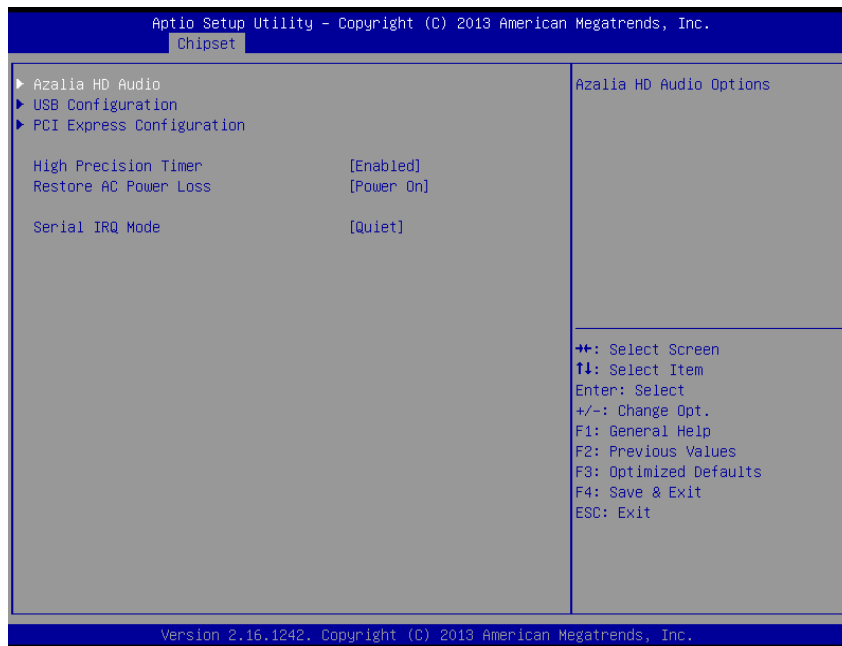 Aptio Setup Utility – Copyright (C) 2013 American Megatrends, Inc.
Chipset
Azalia HD Audio
USB Configuration
PCI Express Configuration
High Precision Timer [Enabled]
Restore AC Power Loss [Power On]
Serial IRQ Mode [Quiet]
Azalia HD Audio Options
→←: Select Screen
↑↓: Select Item
Enter: Select
+/-: Change Opt.
F1: General Help
F2: Previous Values
F3: Optimized Defaults
F4: Save & Exit
ESC: Exit
Version 2.16.1242. Copyright (C) 2013 American Megatrends, Inc.